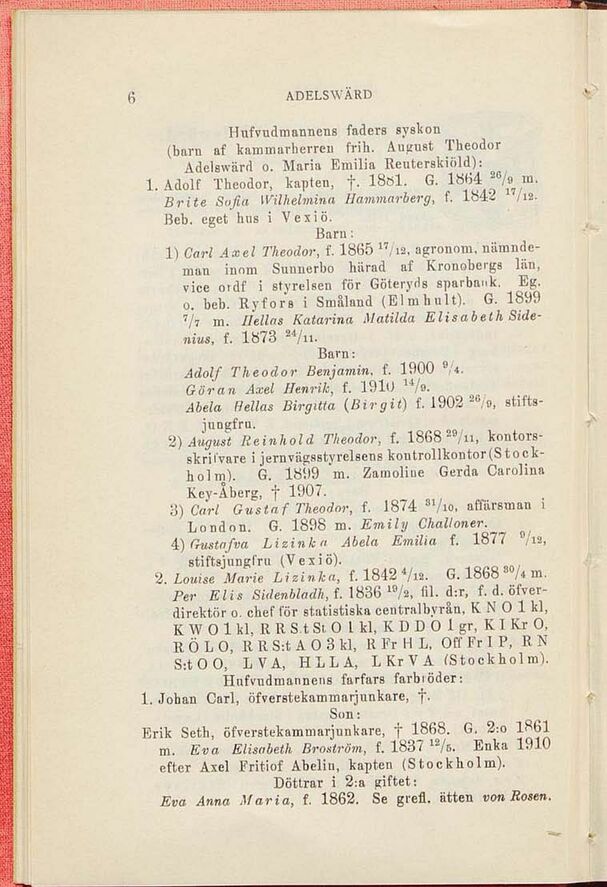 6 ADELSWÄRD
Hufvudmannens faders syskon
(barn af kammarherren frih. August Theodor
Adelswärd o. Maria Emilia Reuterskiöld):
1. Adolf Theodor, kapten, †. 1881. G. 1864 26/9 m.
Brite Sofia Wilhelmina Hammarberg, f. 1842 17/12.
Beb. eget hus i Vexiö.
Barn:
1) Carl Axel Theodor, f. 1865 17/12, agronom, nämnde-
man inom Sunnerbo härad af Kronobergs län,
vice ordf i styrelsen för Göteryds sparbank. Eg.
o. beb. Ryfors i Småland (Elmhult). G. 1899
7/7 m. Hellas Katarina Matilda Elisabeth Side-
nius, f. 1873 24/11.
Barn:
Adolf Theodor Benjamin, f. 1900 9/4.
Göran Axel Henrik, f. 1910 14/9.
Abela Hellas Birgitta (Birgit) f. 1902 26/9, stifts-
jungfru.
2) August Reinhold Theodor, f. 1868 29/11, kontors-
skrifvare i jernvägsstyrelsens kontrollkontor (Stock-
holm). G. 1899 m. Zamoline Gerda Carolina
Key-Åberg, † 1907.
3) Carl Gustaf Theodor, f. 1874 31/10, affärsman i
London. G. 1898 m. Emily Challoner.
4) Gustafva Lizinka Abela Emilia f. 1877 9/12,
stiftsjungfru (Vexiö).
2. Louise Marie Lizinka, f. 1842 4/12. G. 1868 30/4 m.
Per Elis Sidenbladh, f. 1836 19/2, fil. d:r, f. d. öfver-
direktör o. chef för statistiska centralbyrån, K N O 1 kl,
K W O 1 kl, R R S:t St O 1 kl, K D D O 1 gr, K I Kr O,
R Ö L O, R R S:t A O 3 kl, R Fr H L, Off Fr I P, R N
S:t O O, L V A, H L L A, L Kr V A (Stockholm).
Hufvudmannens farfars farbröder:
1. Johan Carl, öfverstekammarjunkare, †.
Son:
Erik Seth, öfverstekammarjunkare, † 1868. G. 2:o 1861
m. Eva Elisabeth Broström, f. 1837 12/5. Enka 1910
efter Axel Fritiof Abelin, kapten (Stockholm).
Döttrar i 2:a giftet:
Eva Anna Maria, f. 1862. Se grefl. ätten von Rosen.